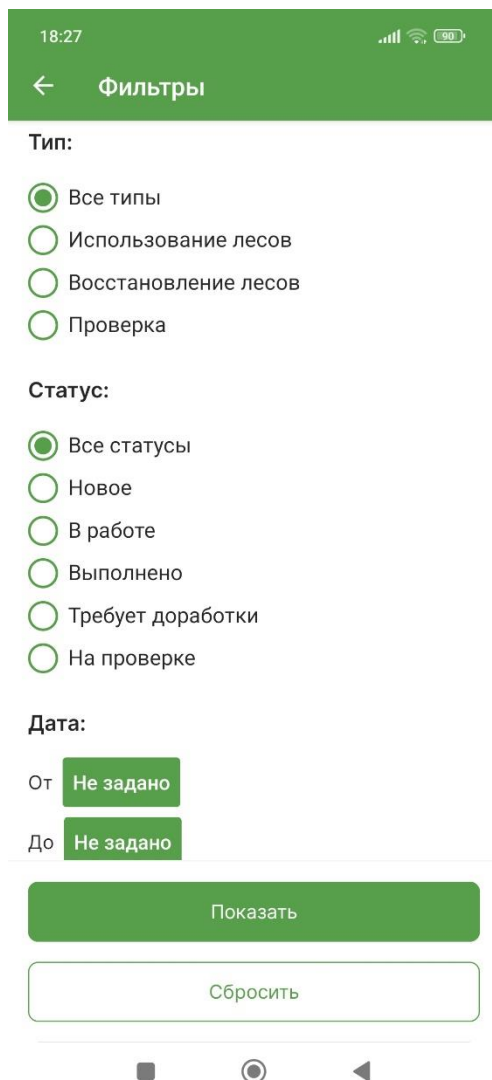 18:27
90
Фильтры
Тип:
Все типы
Использование лесов
Восстановление лесов
Проверка
Статус:
Все статусы
Новое
В работе
Выполнено
Требует доработки
На проверке
Дата:
От Не задано
До Не задано
Показать
Сбросить